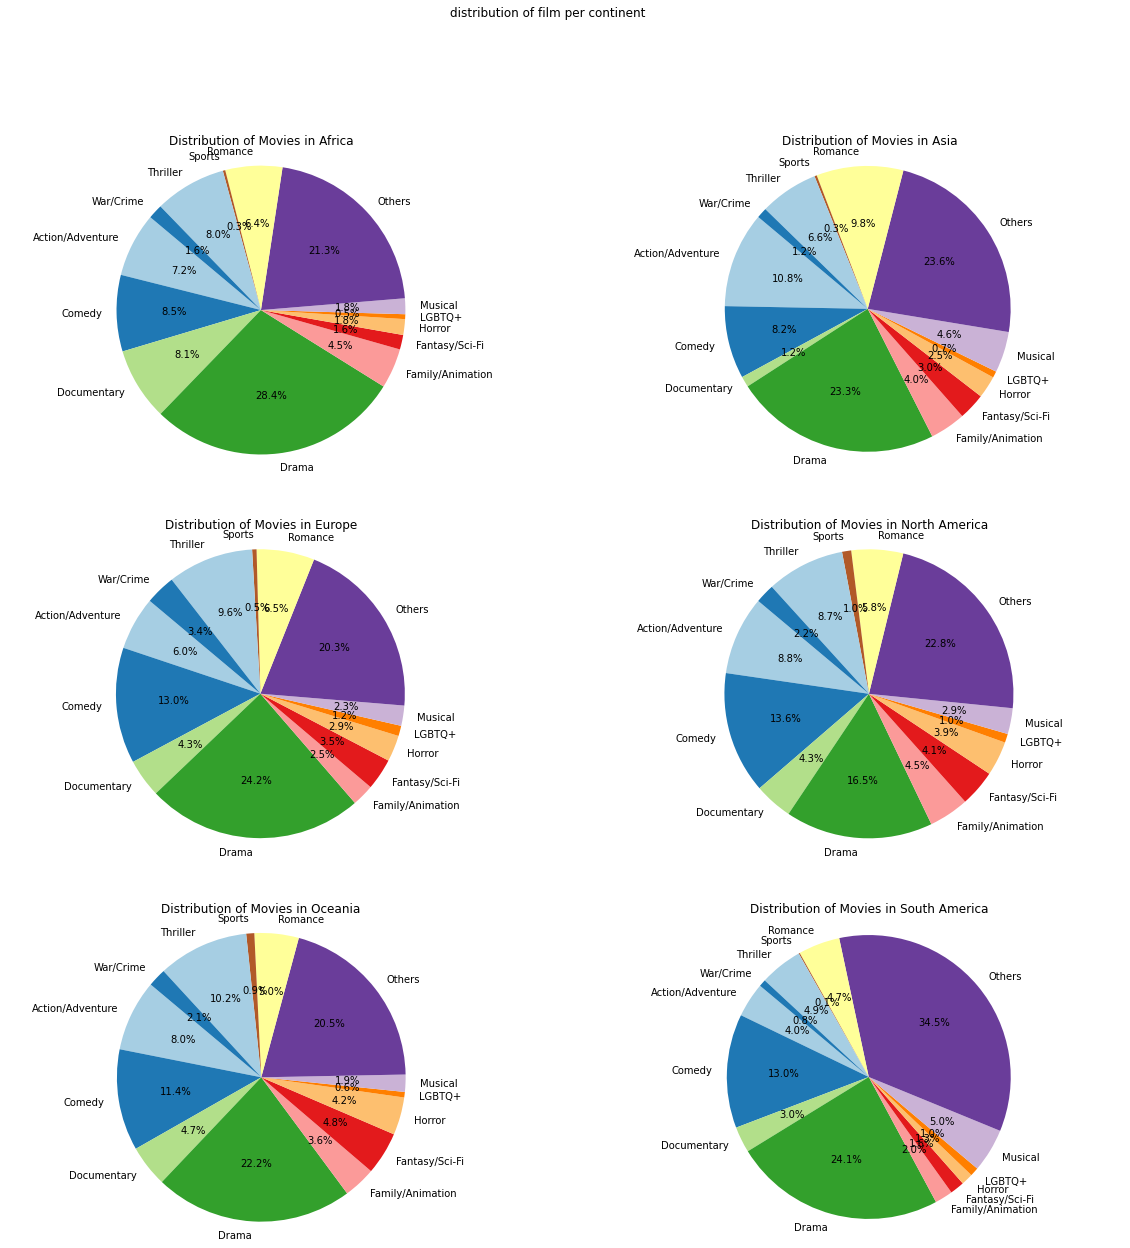 distribution of film per continent
Distribution of Movies in Africa
Romance
Sports
Thriller
War/Crime
Action/Adventure
Comedy
Documentary
Drama
Family/Animation
Fantasy/Sci-Fi
Horror
LGBTQ+
Musical
Others
6.4%
0.3%
8.0%
1.6%
7.2%
8.5%
8.1%
28.4%
4.5%
1.6%
1.8%
0.5%
1.8%
21.3%
Distribution of Movies in Asia
Romance
Sports
Thriller
War/Crime
Action/Adventure
Comedy
Documentary
Drama
Family/Animation
Fantasy/Sci-Fi
Horror
LGBTQ+
Musical
Others
9.8%
0.3%
6.6%
1.2%
10.8%
8.2%
1.2%
23.3%
4.0%
3.0%
2.5%
0.7%
4.6%
23.6%
Distribution of Movies in Europe
Romance
Sports
Thriller
War/Crime
Action/Adventure
Comedy
Documentary
Drama
Family/Animation
Fantasy/Sci-Fi
Horror
LGBTQ+
Musical
Others
6.5%
0.5%
9.6%
3.4%
6.0%
13.0%
4.3%
24.2%
2.5%
3.5%
2.9%
1.2%
2.3%
20.3%
Distribution of Movies in North America
Romance
Sports
Thriller
War/Crime
Action/Adventure
Comedy
Documentary
Drama
Family/Animation
Fantasy/Sci-Fi
Horror
LGBTQ+
Musical
Others
5.8%
1.0%
8.7%
2.2%
8.8%
13.6%
4.3%
16.5%
4.5%
4.1%
3.9%
1.0%
2.9%
22.8%
Distribution of Movies in Oceania
Romance
Sports
Thriller
War/Crime
Action/Adventure
Comedy
Documentary
Drama
Family/Animation
Fantasy/Sci-Fi
Horror
LGBTQ+
Musical
Others
5.0%
0.9%
10.2%
2.1%
8.0%
11.4%
4.7%
22.2%
3.6%
4.8%
4.2%
0.6%
1.9%
20.5%
Distribution of Movies in South America
Romance
Sports
Thriller
War/Crime
Action/Adventure
Comedy
Documentary
Drama
Family/Animation
Fantasy/Sci-Fi
Horror
LGBTQ+
Musical
Others
4.7%
0.1%
4.9%
0.8%
4.0%
13.0%
3.0%
24.1%
2.0%
1.0%
5.0%
34.5%